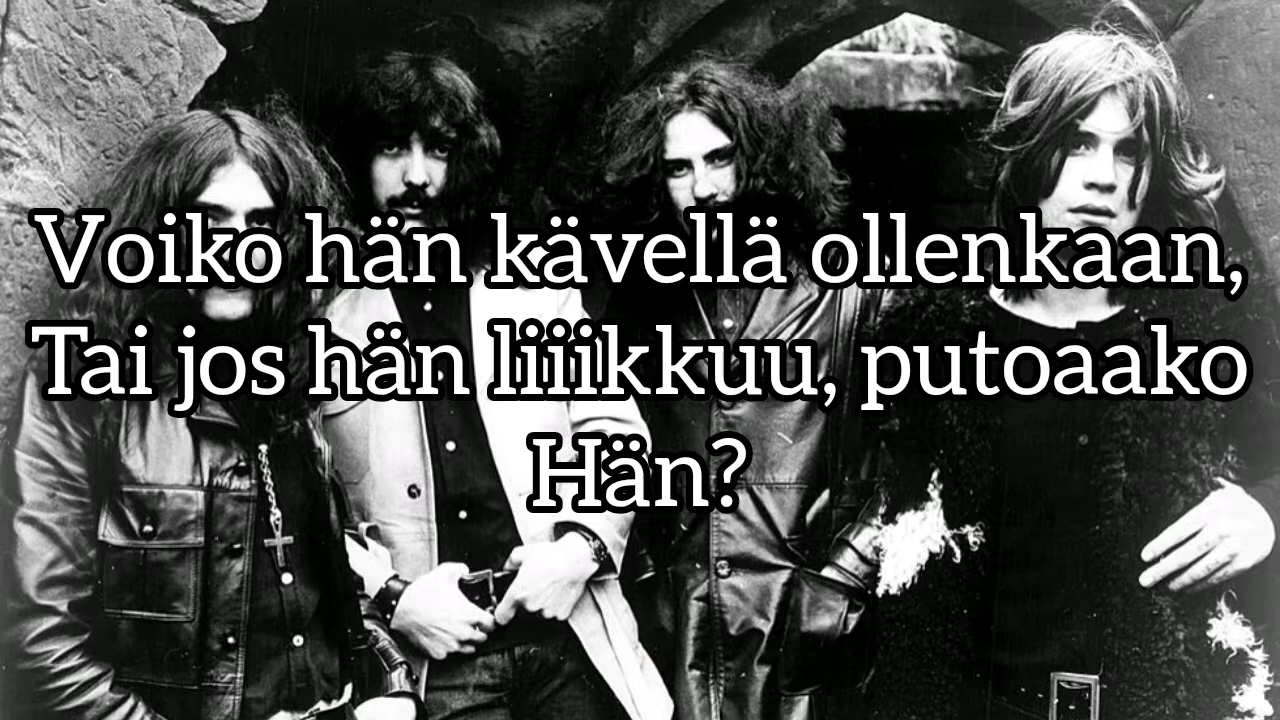 Voiko hän kävellä ollenkaan,
Tai jos hän liiikkuu, putoaako
Hän?